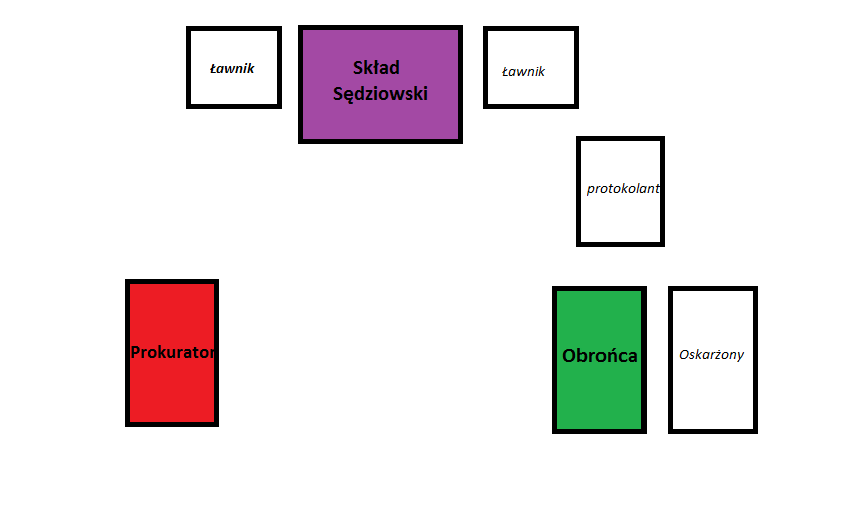 Ławnik
Skład
Sędziowski
Ławnik
protokolant
Prokurator
Obrońca
Oskarżony